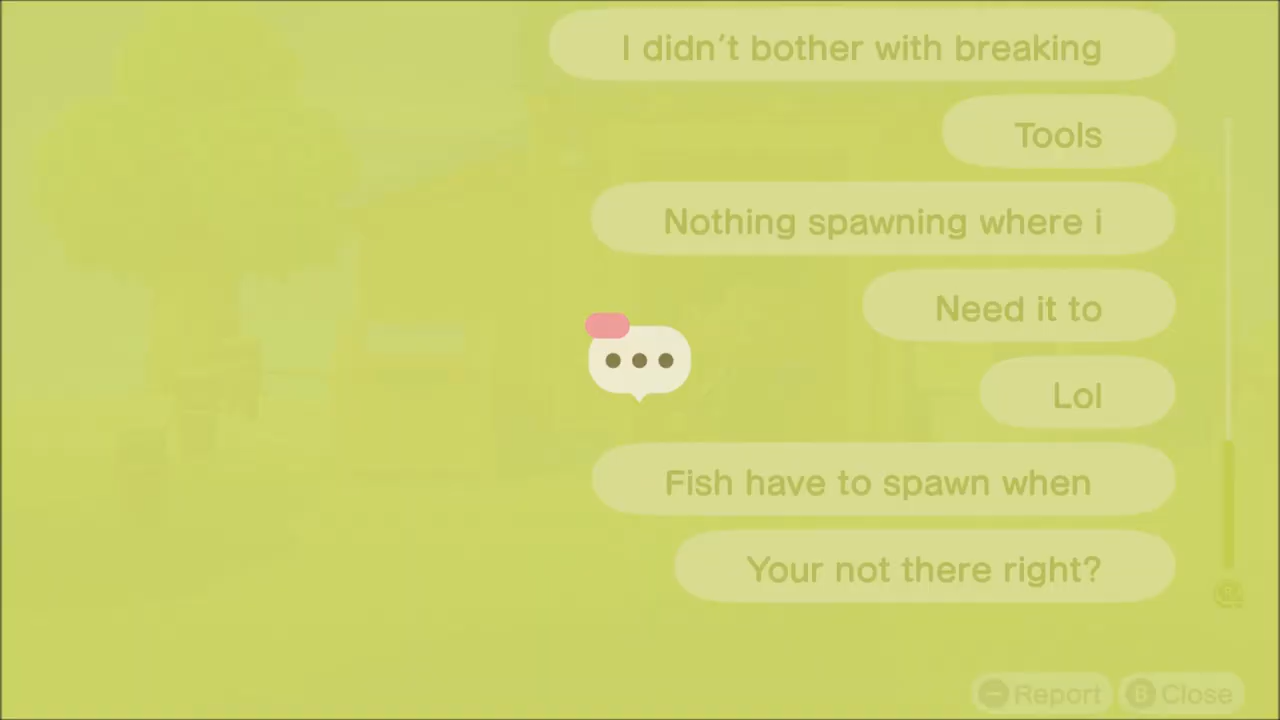 I didn't bother with breaking
Tools
Nothing spawning where i
Need it to
Lol
Fish have to spawn when
Your not there right?
Report
B Close